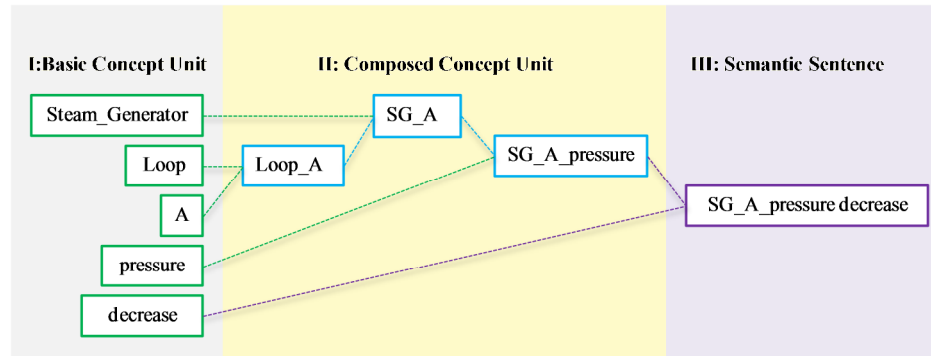 I:Basic Concept Unit
II: Composed Concept Unit
III: Semantic Sentence
Steam_Generator
SG_A
Loop
Loop_A
SG_A_pressure
A
SG_A_pressure decrease
pressure
decrease